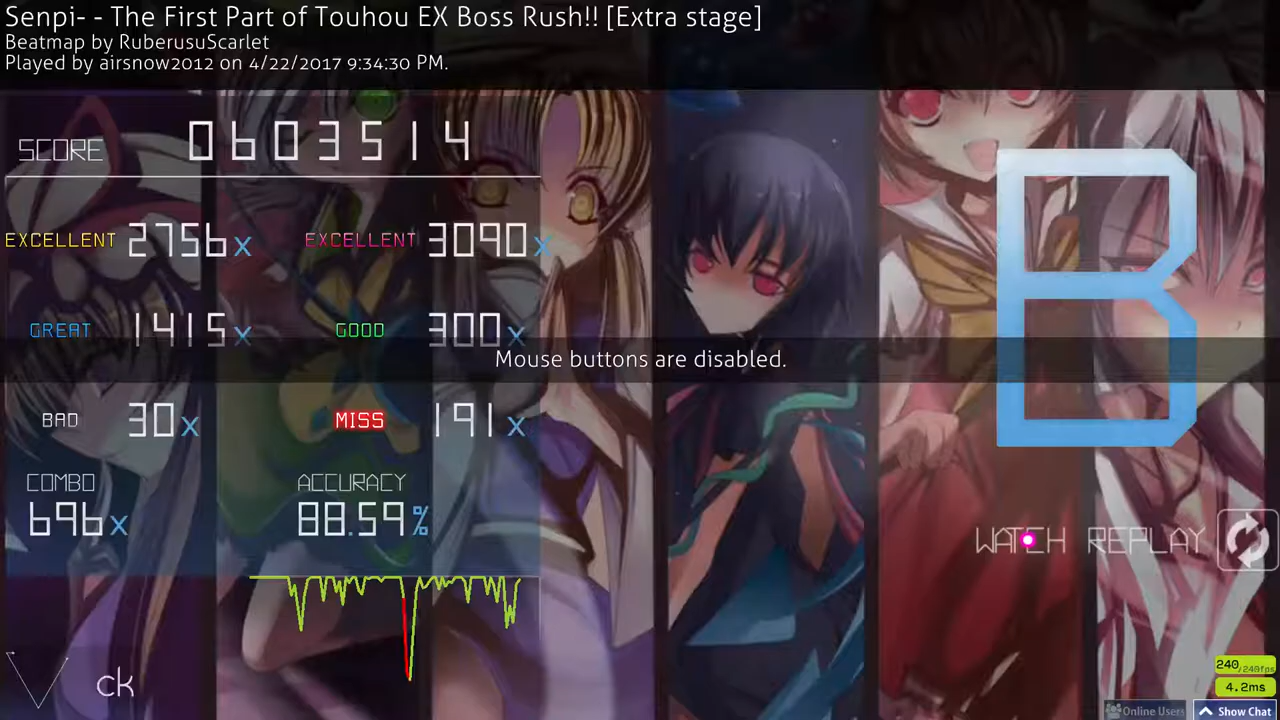 Senpi- - The First Part of Touhou EX Boss Rush!! [Extra stage]
Beatmap by RuberusuScarlet
Played by airsnow2012 on 4/22/2017 9:34:30 PM.
SCORE 0603514
EXCELLENT 2756x EXCELLENT 3090x
GREAT 1415x GOOD 300x
Mouse buttons are disabled.
BAD 30x MISS 191x
COMBO ACCURACY
696x 88.59%
WATCH REPLAY
ck
240/240fps
4.2ms
Online Users Show Chat